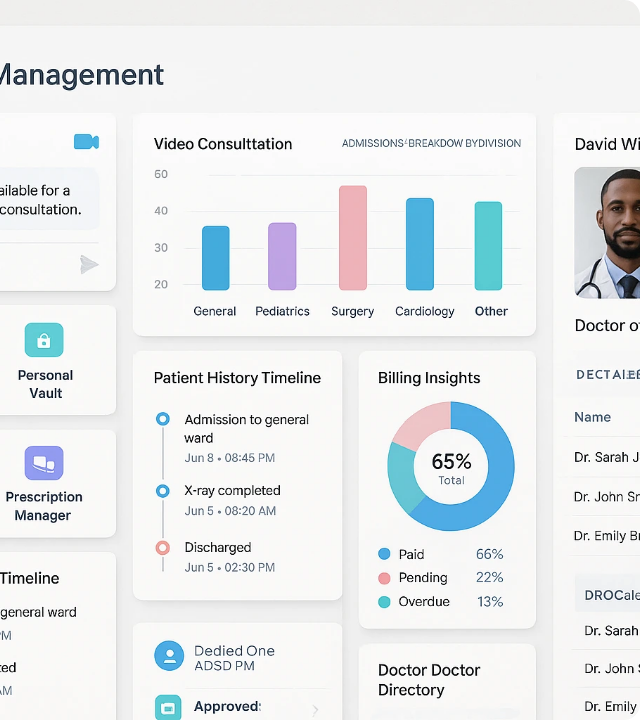 Management
Video Consulttation
ADMISSIONS BREAKDOW BYDIVISION
60
40
30
20
General Pediatrics Surgery Cardiology Other
ailable for a
consultation.
Personal
Vault
Prescription
Manager
Timeline
general ward
PM
ted
AM
Patient History Timeline
Admission to general
ward
Jun 8 • 08:45 PM
X-ray completed
Jun 5 • 08:20 AM
Discharged
Jun 5 • 02:30 PM
Dedied One
ADSD PM
Approved:
Billing Insights
65%
Total
Paid 66%
Pending 22%
Overdue 13%
Doctor Doctor
Directory
David Wi
Doctor o
Name
Dr. Sarah J
Dr. John Sm
Dr. Emily Br
DROCale
Dr. Sarah
Dr. John S
Dr. Emily